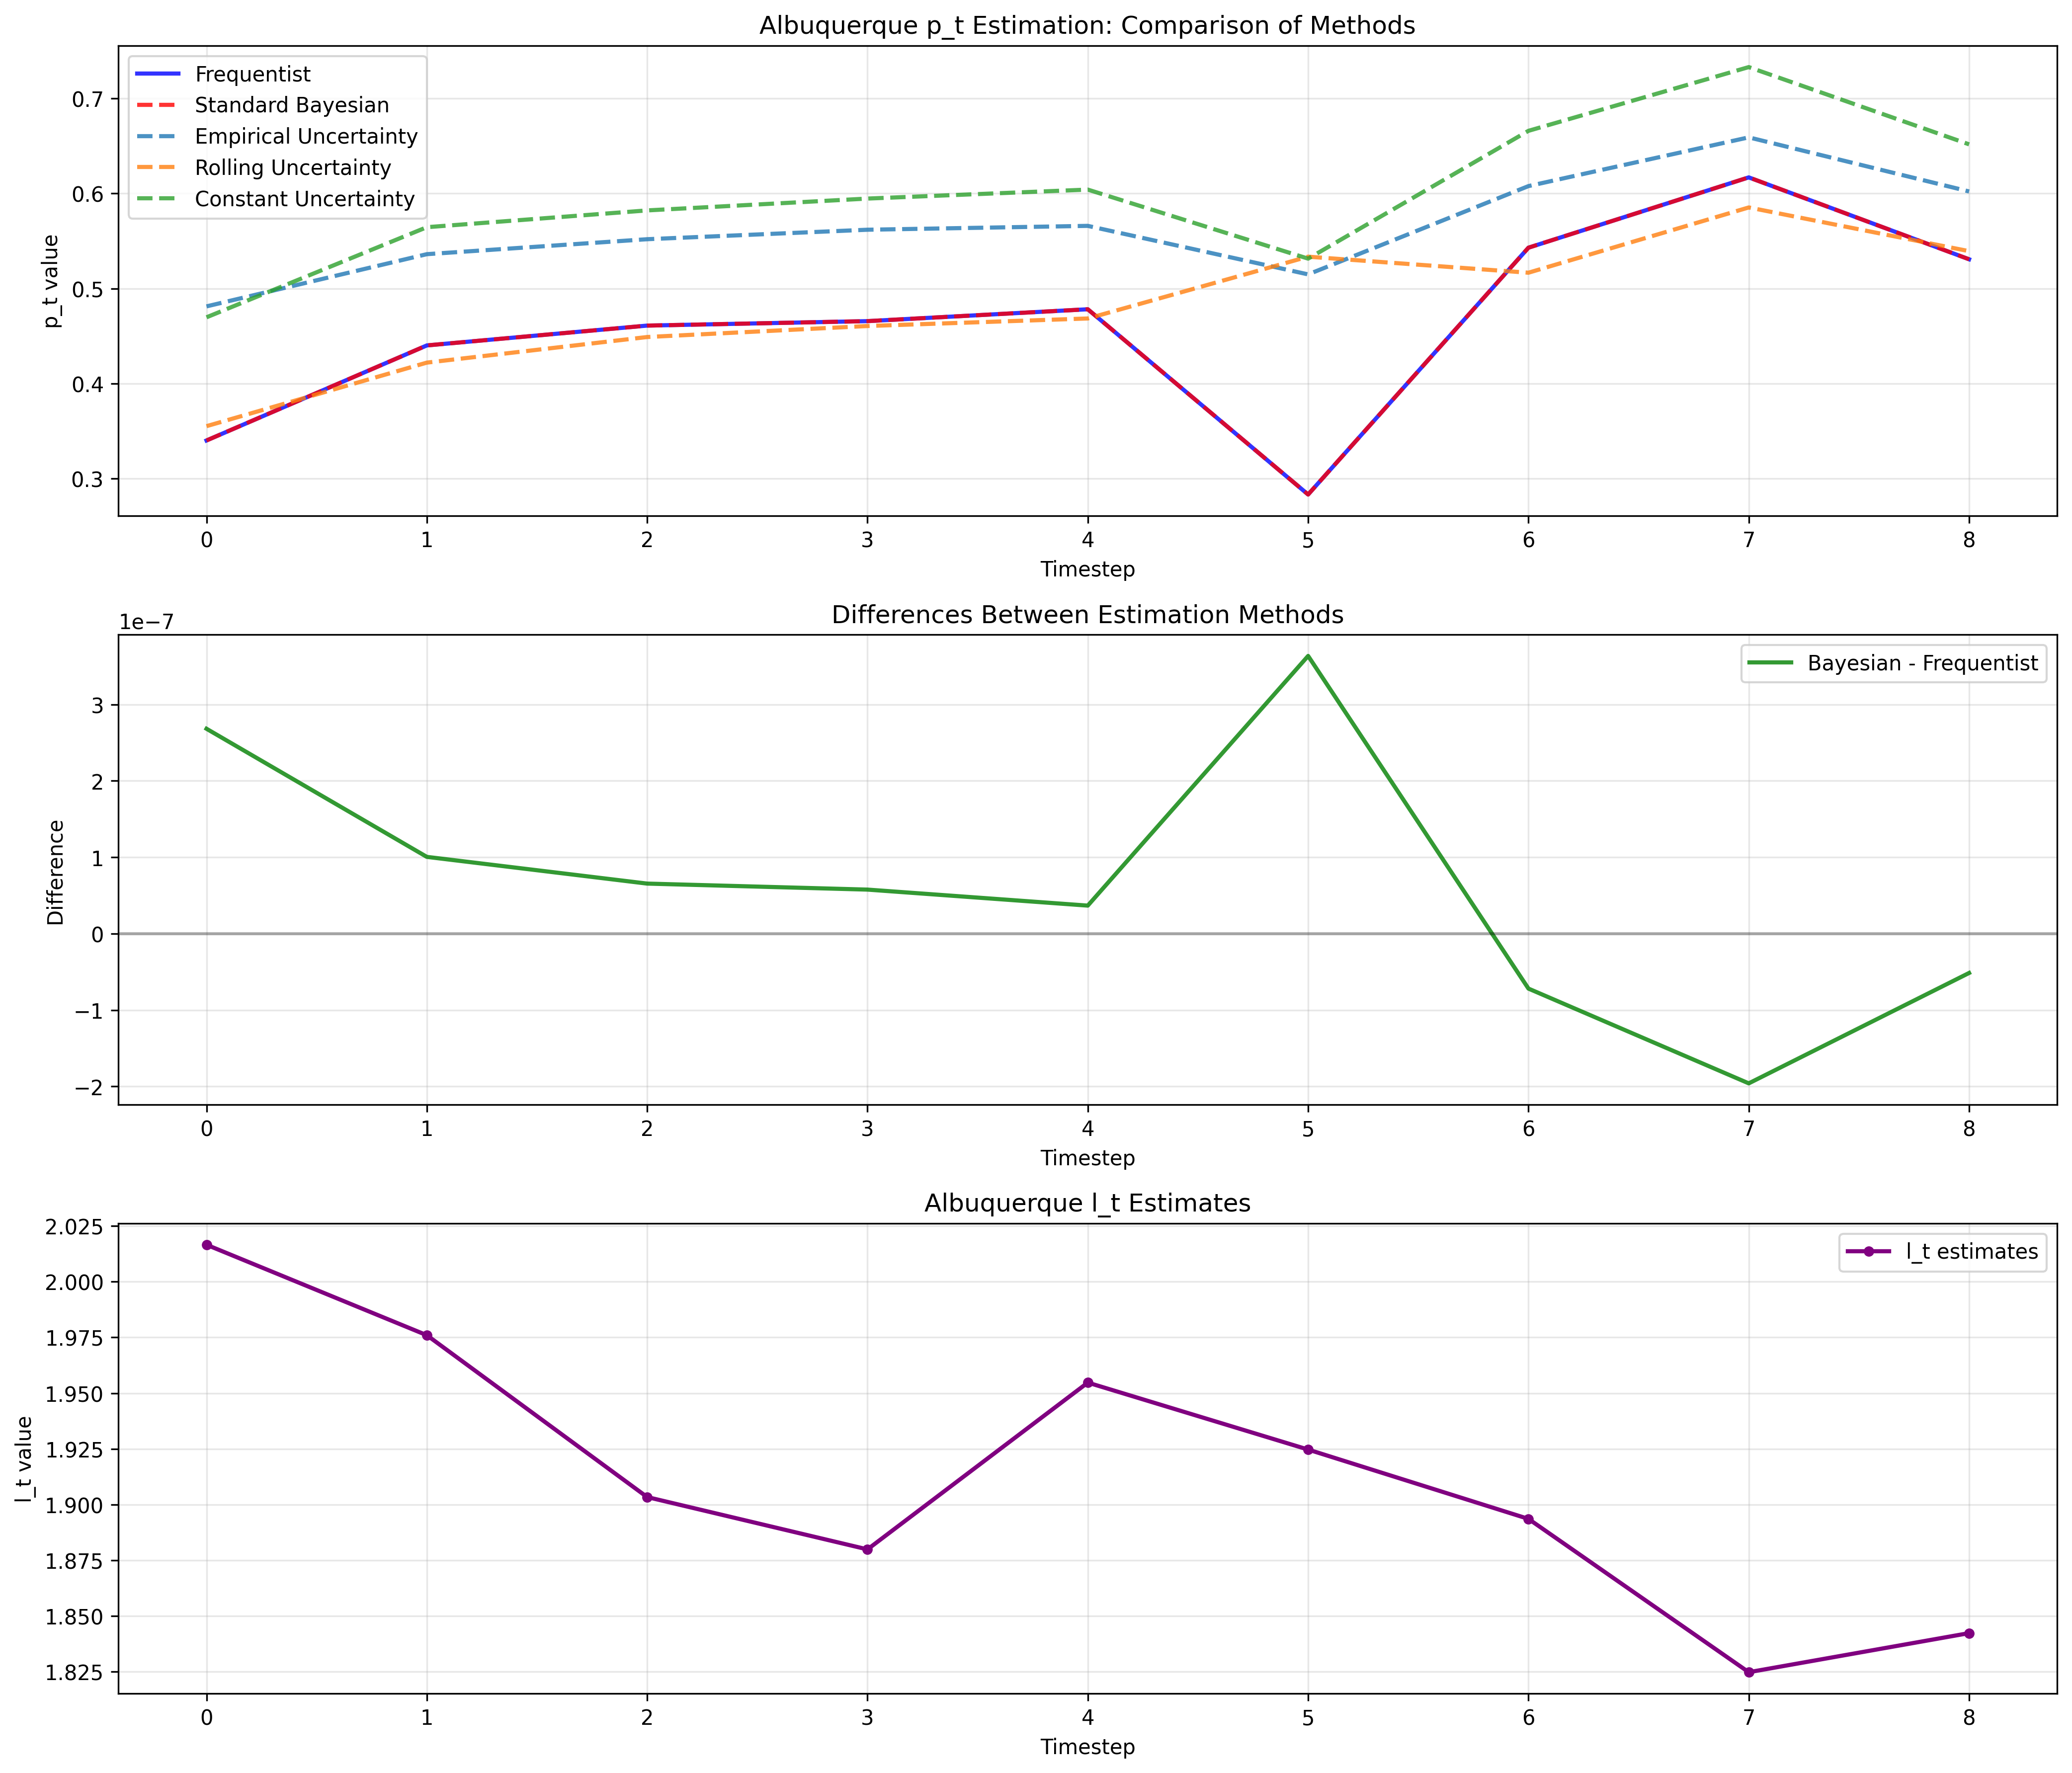 Albuquerque p_t Estimation: Comparison of Methods
Frequentist
Standard Bayesian
Empirical Uncertainty
Rolling Uncertainty
Constant Uncertainty
p_t value
0.7
0.6
0.5
0.4
0.3
0 1 2 3 4 5 6 7 8
Timestep
Differences Between Estimation Methods
1e−7
Bayesian - Frequentist
Difference
3
2
1
0
−1
−2
0 1 2 3 4 5 6 7 8
Timestep
Albuquerque l_t Estimates
l_t estimates
l_t value
2.025
2.000
1.975
1.950
1.925
1.900
1.875
1.850
1.825
0 1 2 3 4 5 6 7 8
Timestep